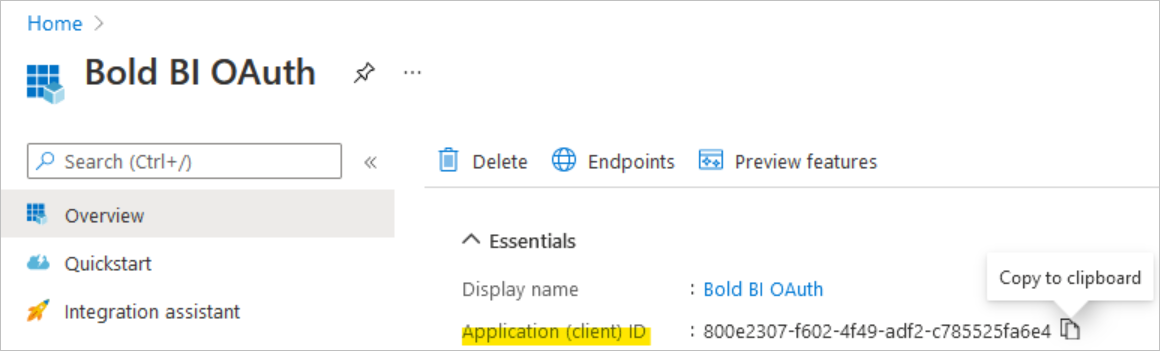 Home >
Bold BI OAuth ...
Search (Ctrl+/) «
Delete Endpoints Preview features
Overview
Essentials
Quickstart
Copy to clipboard
Display name : Bold BI OAuth
Integration assistant
Application (client) ID : 800e2307-f602-4f49-adf2-c785525fa6e4